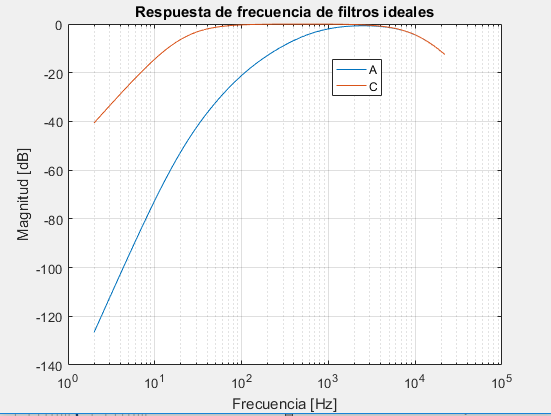 Respuesta de frecuencia de filtros ideales
0
-20
-40
-60
-80
-100
-120
-140
Magnitud [dB]
A
C
10^0
10^1
10^2
10^3
10^4
10^5
Frecuencia [Hz]